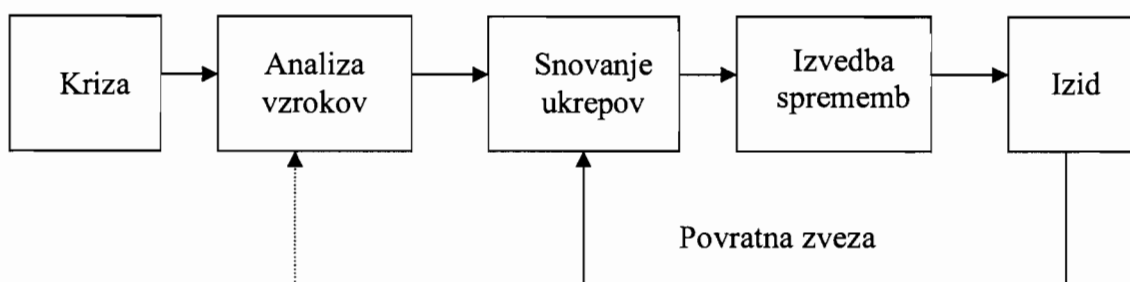 Kriza
Analiza
vzrokov
Snovanje
ukrepov
Izvedba
sprememb
Izid
Povratna zveza